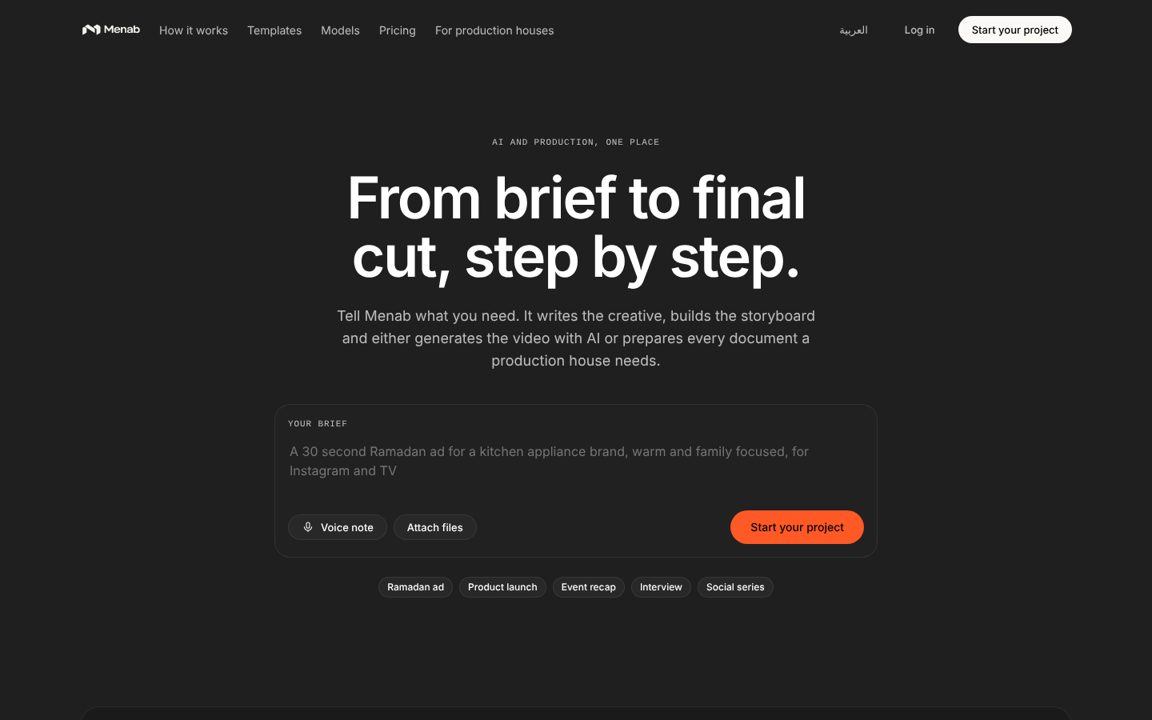 Menab
How it works
Templates
Models
Pricing
For production houses
العربية
Log in
Start your project
AI AND PRODUCTION, ONE PLACE
From brief to final
cut, step by step.
Tell Menab what you need. It writes the creative, builds the storyboard
and either generates the video with AI or prepares every document a
production house needs.
YOUR BRIEF
A 30 second Ramadan ad for a kitchen appliance brand, warm and family focused, for
Instagram and TV
Voice note
Attach files
Start your project
Ramadan ad
Product launch
Event recap
Interview
Social series